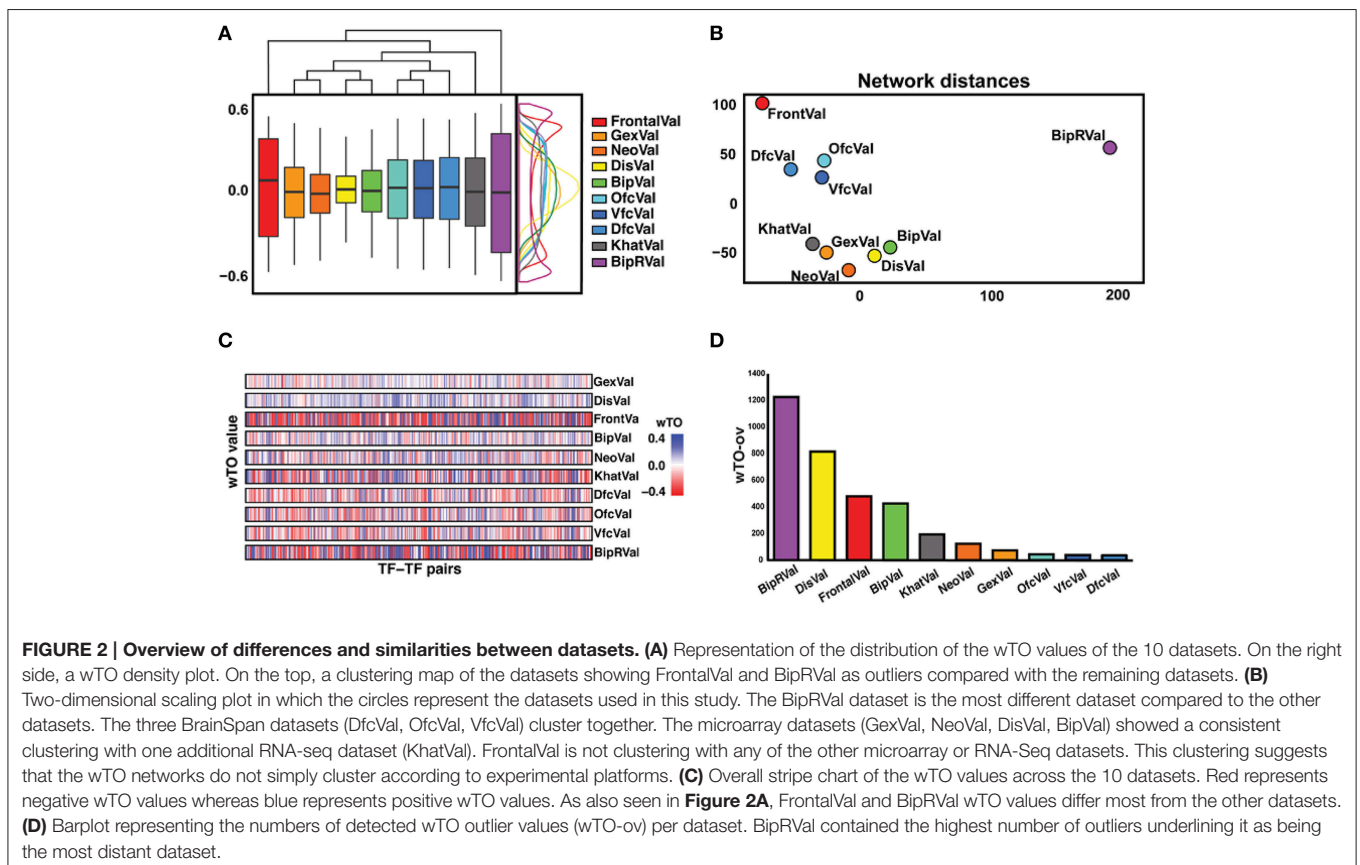 A
0.6
0.0
−0.6
FrontalVal
GexVal
NeoVal
DisVal
BipVal
OfcVal
VfcVal
DfcVal
KhatVal
BipRVal
B
Network distances
100
50
0
−50
FrontVal
BipRVal
DfcVal
OfcVal
VfcVal
KhatVal
GexVal
BipVal
NeoVal
DisVal
0
100
200
C
wTO value
GexVal
DisVal
FrontVa
BipVal
NeoVal
KhatVal
DfcVal
OfcVal
VfcVal
BipRVal
TF−TF pairs
wTO
0.4
0.0
−0.4
D
wTO-ov
1400
1200
1000
800
600
400
200
0
BipRVal
DisVal
FrontalVal
BipVal
KhatVal
NeoVal
GexVal
OfcVal
VfcVal
DfcVal
FIGURE 2 | Overview of differences and similarities between datasets. (A) Representation of the distribution of the wTO values of the 10 datasets. On the right
side, a wTO density plot. On the top, a clustering map of the datasets showing FrontalVal and BipRVal as outliers compared with the remaining datasets. (B)
Two-dimensional scaling plot in which the circles represent the datasets used in this study. The BipRVal dataset is the most different dataset compared to the other
datasets. The three BrainSpan datasets (DfcVal, OfcVal, VfcVal) cluster together. The microarray datasets (GexVal, NeoVal, DisVal, BipVal) showed a consistent
clustering with one additional RNA-seq dataset (KhatVal). FrontalVal is not clustering with any of the other microarray or RNA-Seq datasets. This clustering suggests
that the wTO networks do not simply cluster according to experimental platforms. (C) Overall stripe chart of the wTO values across the 10 datasets. Red represents
negative wTO values whereas blue represents positive wTO values. As also seen in Figure 2A, FrontalVal and BipRVal wTO values differ most from the other datasets.
(D) Barplot representing the numbers of detected wTO outlier values (wTO-ov) per dataset. BipRVal contained the highest number of outliers underlining it as being
the most distant dataset.